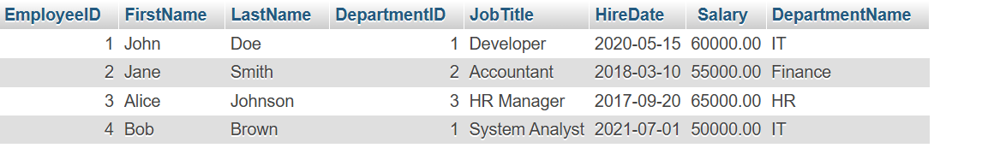 EmployeeID FirstName LastName DepartmentID JobTitle HireDate Salary DepartmentName
1 John Doe 1 Developer 2020-05-15 60000.00 IT
2 Jane Smith 2 Accountant 2018-03-10 55000.00 Finance
3 Alice Johnson 3 HR Manager 2017-09-20 65000.00 HR
4 Bob Brown 1 System Analyst 2021-07-01 50000.00 IT